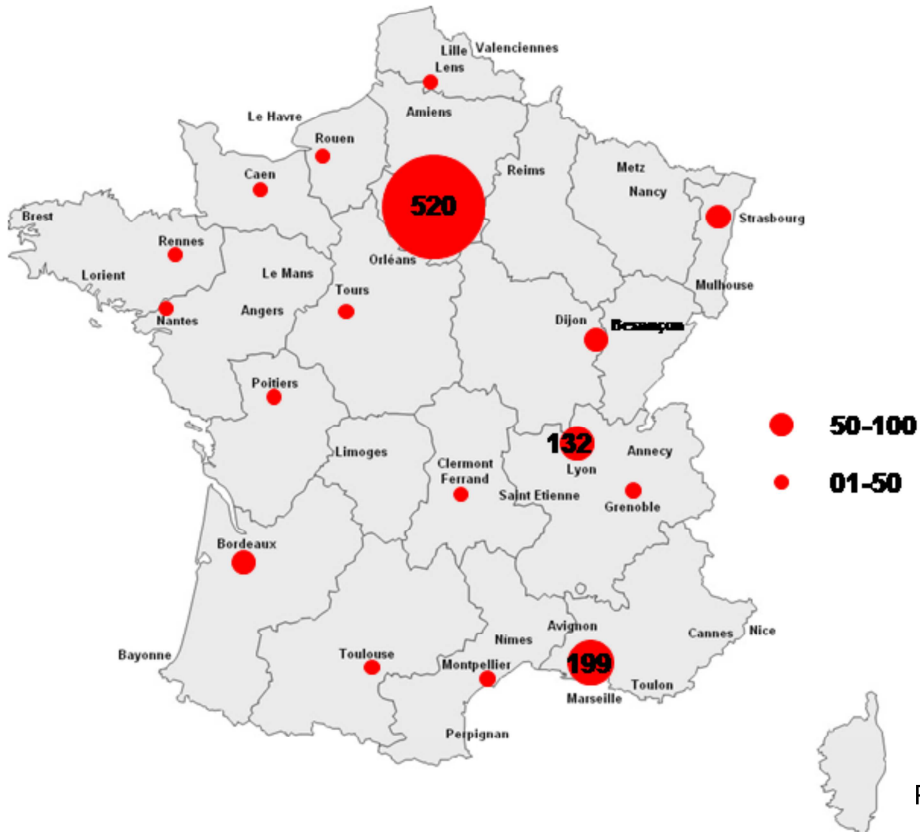 Lille Valenciennes
Lens
Amiens
Le Havre
Rouen
Reims
Metz
Caen
Nancy
520
Brest
Strasbourg
Rennes
Orléans
Lorient
Le Mans
Mulhouse
Tours
Angers
Nantes
Dijon
Besançon
Poitiers
50-100
132
Limoges
Annecy
Clermont
Ferrand
Lyon
01-50
Saint Etienne
Grenoble
Bordeaux
Avignon
Cannes
Nice
Nîmes
Bayonne
Toulouse
Montpellier
199
Toulon
Marseille
Perpignan